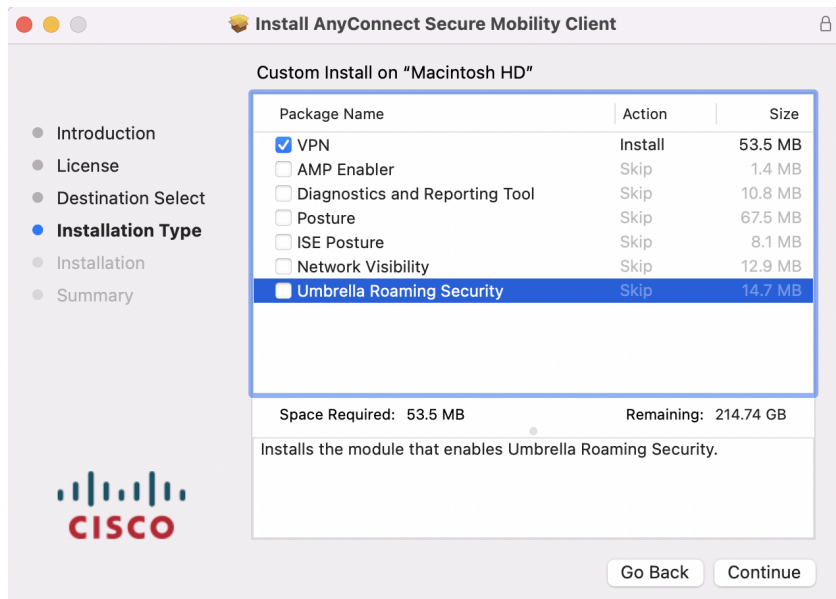 Install AnyConnect Secure Mobility Client
Custom Install on “Macintosh HD”
Introduction
License
Destination Select
Installation Type
Installation
Summary
Package Name Action Size
VPN Install 53.5 MB
AMP Enabler Skip 1.4 MB
Diagnostics and Reporting Tool Skip 10.8 MB
Posture Skip 67.5 MB
ISE Posture Skip 8.1 MB
Network Visibility Skip 12.9 MB
Umbrella Roaming Security Skip 14.7 MB
Space Required: 53.5 MB Remaining: 214.74 GB
Installs the module that enables Umbrella Roaming Security.
CISCO
Go Back Continue